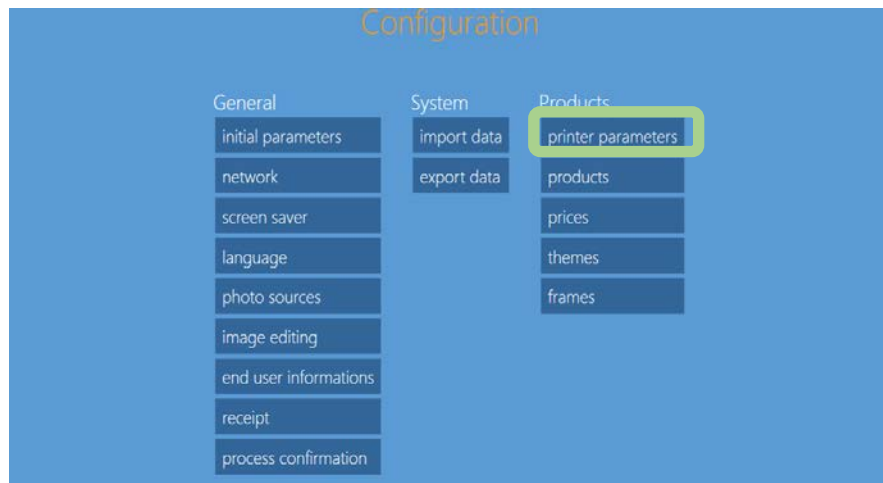 Configuration
General
initial parameters
network
screen saver
language
photo sources
image editing
end user informations
receipt
process confirmation
System
import data
export data
Products
printer parameters
products
prices
themes
frames